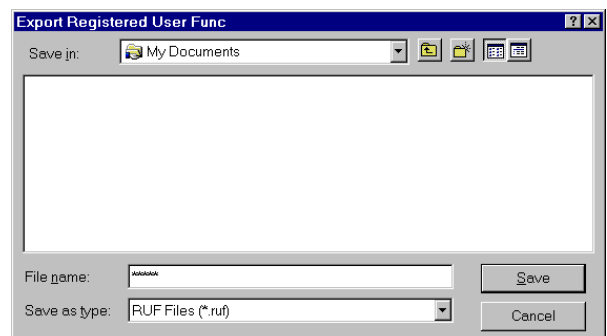 Export Registered User Func
Save in: My Documents
File name: *****
Save as type: RUF Files (*.ruf)
Save
Cancel